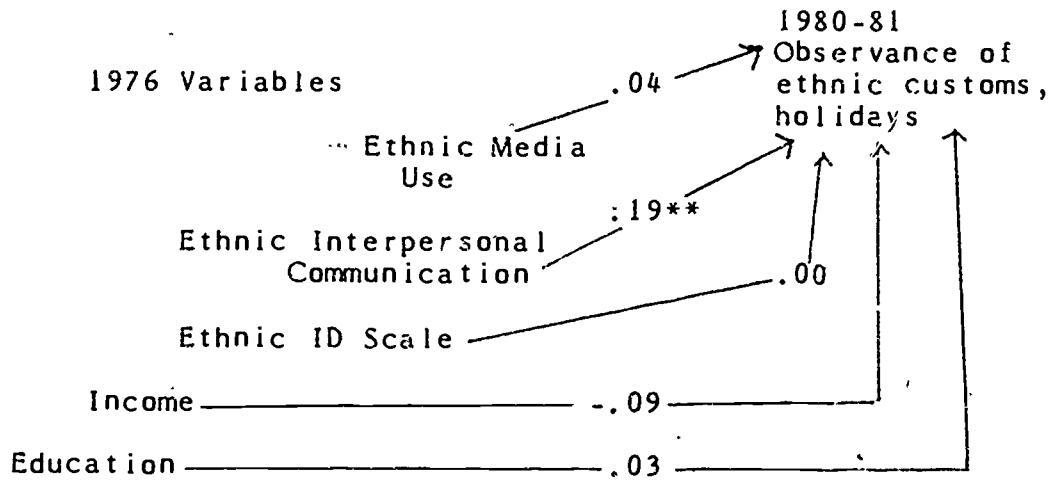 1980-81
Observance of
1976 Variables .04 ethnic customs,
holidays
Ethnic Media
Use
:19**
Ethnic Interpersonal
Communication
.00
Ethnic ID Scale
Income -.09
Education .03